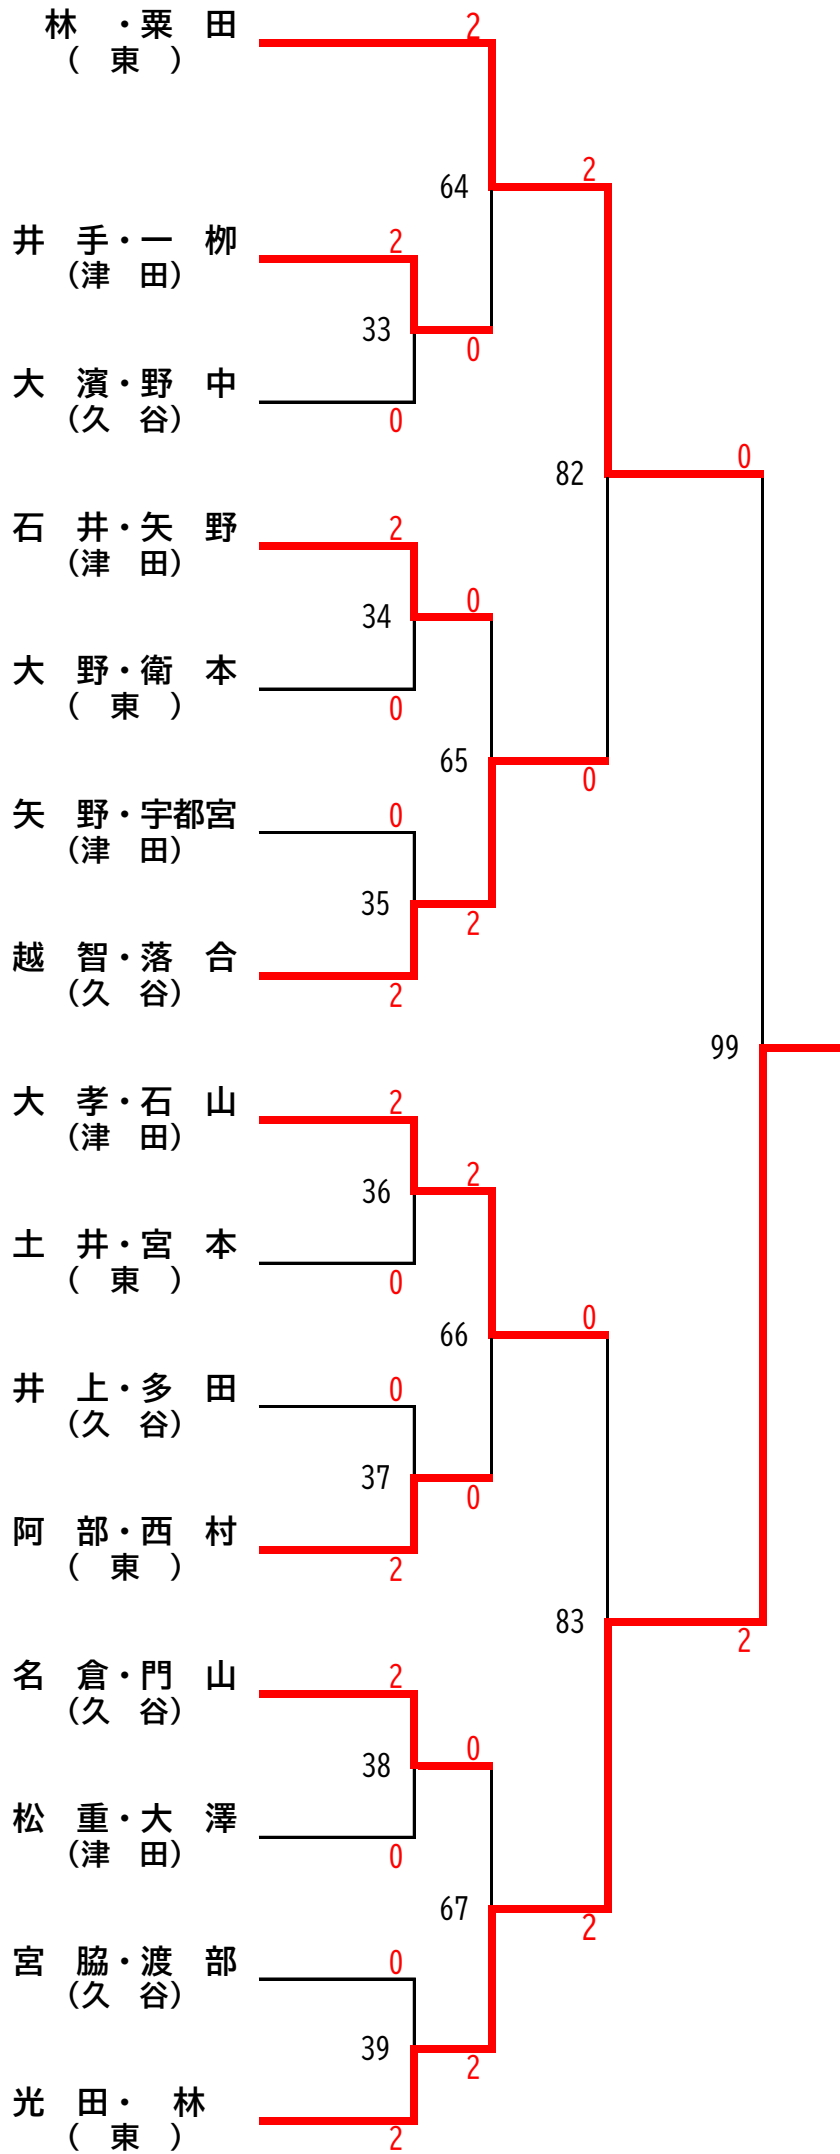 林　・粟　田
2
（　東　）
64
2
井　手・一　栁
2
（津　田）
33
0
大　濱・野　中
（久　谷）
0
82
0
石　井・矢　野
2
（津　田）
34
0
大　野・衛　本
（　東　）
0
65
0
矢　野・宇都宮
0
（津　田）
35
2
越　智・落　合
（久　谷）
2
99
大　孝・石　山
2
（津　田）
36
2
土　井・宮　本
（　東　）
0
66
0
井　上・多　田
0
（久　谷）
37
0
阿　部・西　村
（　東　）
2
83
2
名　倉・門　山
2
（久　谷）
38
0
松　重・大　澤
（津　田）
0
67
2
宮　脇・渡　部
0
（久　谷）
39
2
光　田・　林
（　東　）
2